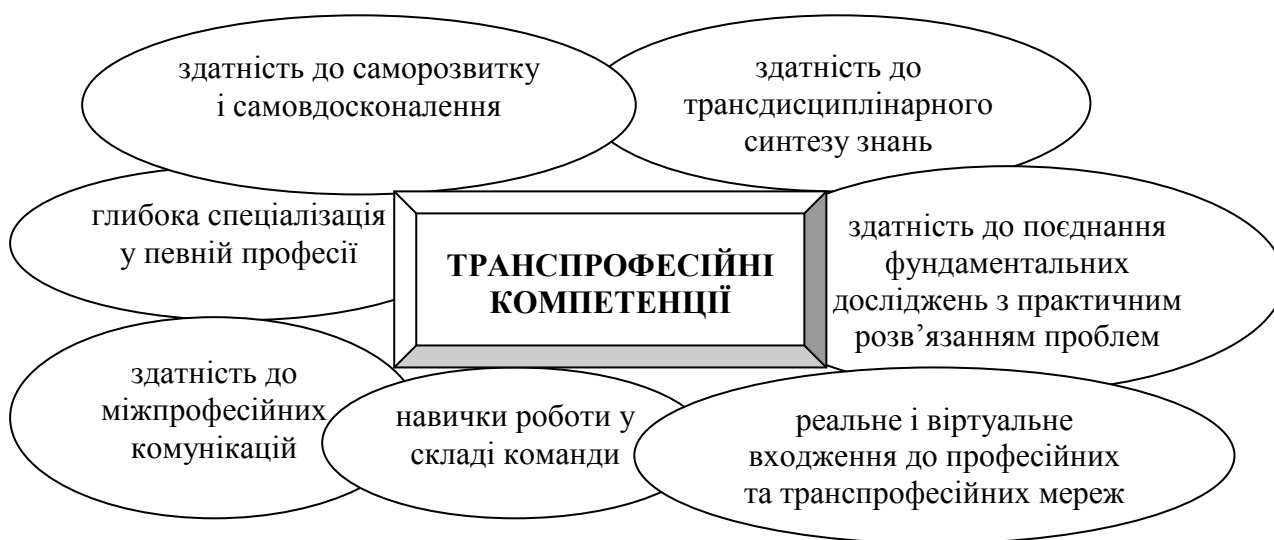 здатність до саморозвитку
і самовдосконалення
здатність до
трансдисциплінарного
синтезу знань
глибока спеціалізація
у певній професії
ТРАНСПРОФЕСІЙНІ
КОМПЕТЕНЦІЇ
здатність до поєднання
фундаментальних
досліджень з практичним
розв’язанням проблем
здатність до
міжпрофесійних
комунікацій
навички роботи у
складі команди
реальне і віртуальне
входження до професійних
та транспрофесійних мереж